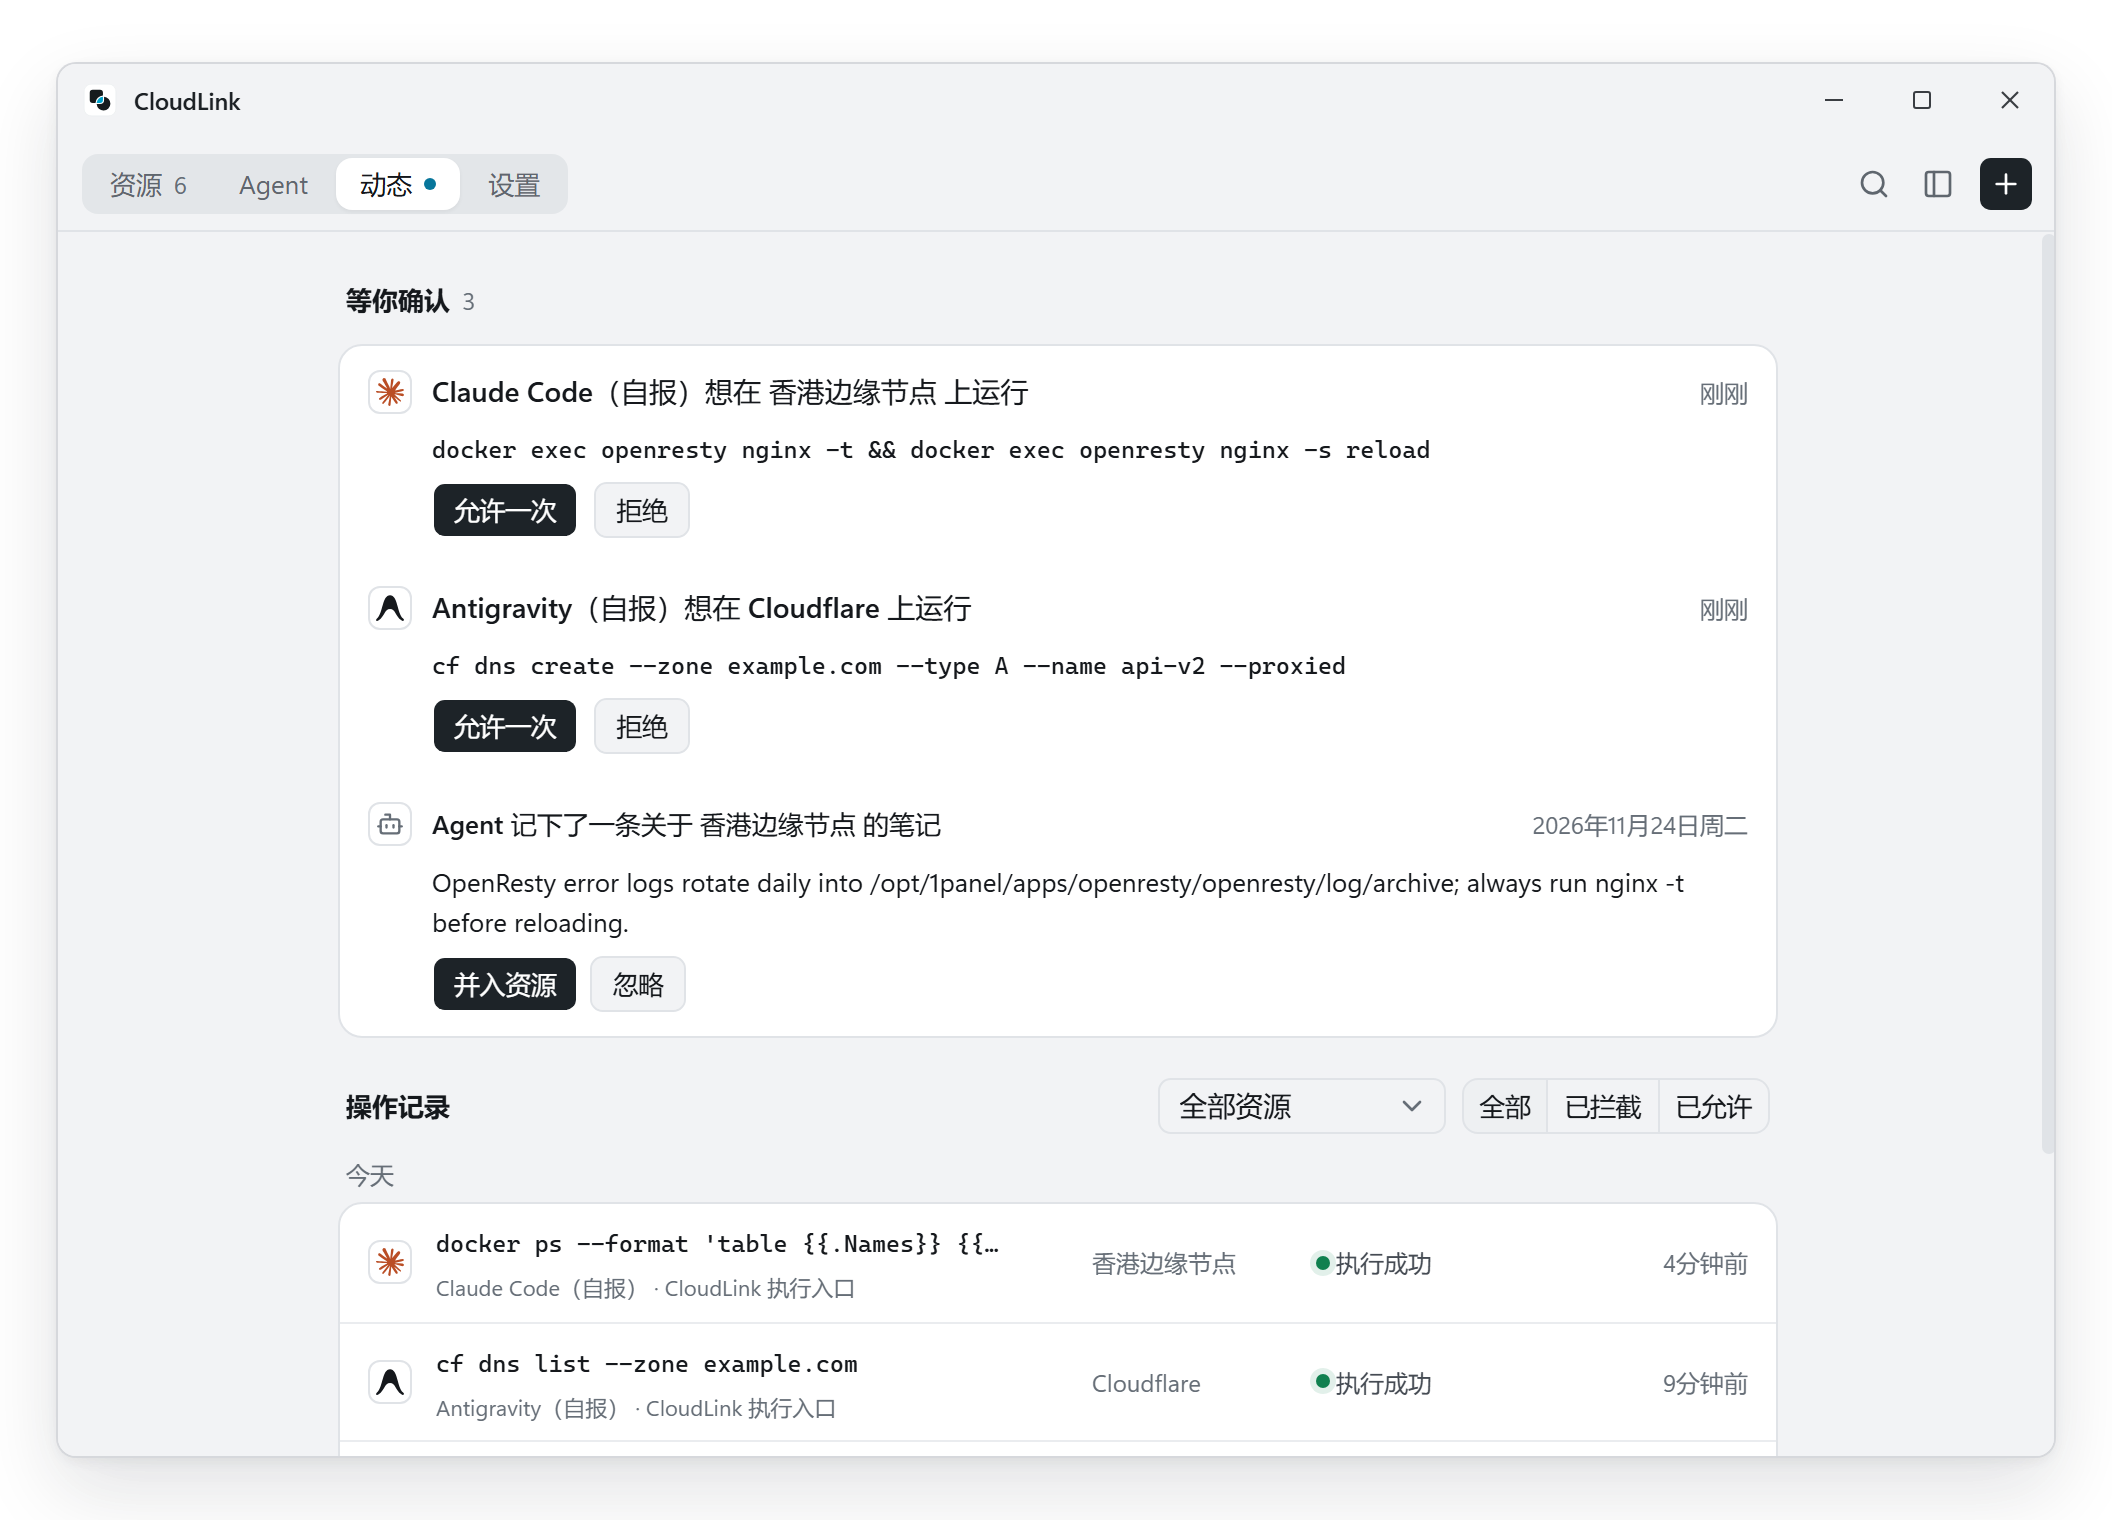 CloudLink
资源 6 Agent 动态 设置
等你确认 3
Claude Code（自报）想在 香港边缘节点 上运行 刚刚
docker exec openresty nginx -t && docker exec openresty nginx -s reload
允许一次 拒绝
Antigravity（自报）想在 Cloudflare 上运行 刚刚
cf dns create --zone example.com --type A --name api-v2 --proxied
允许一次 拒绝
Agent 记下了一条关于 香港边缘节点 的笔记 2026年11月24日周二
OpenResty error logs rotate daily into /opt/1panel/apps/openresty/openresty/log/archive; always run nginx -t
before reloading.
并入资源 忽略
操作记录 全部资源 全部 已拦截 已允许
今天
docker ps --format 'table {{.Names}} {{…
Claude Code（自报） · CloudLink 执行入口 香港边缘节点 执行成功 4分钟前
cf dns list --zone example.com
Antigravity（自报） · CloudLink 执行入口 Cloudflare 执行成功 9分钟前